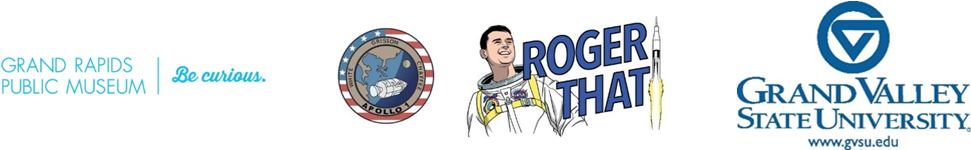 GRAND RAPIDS
PUBLIC MUSEUM
Be curious.
GRISSOM
WHITE
CHAFFEE
APOLLO 1
ROGER
THAT
GRAND VALLEY
STATE UNIVERSITY®
www.gvsu.edu